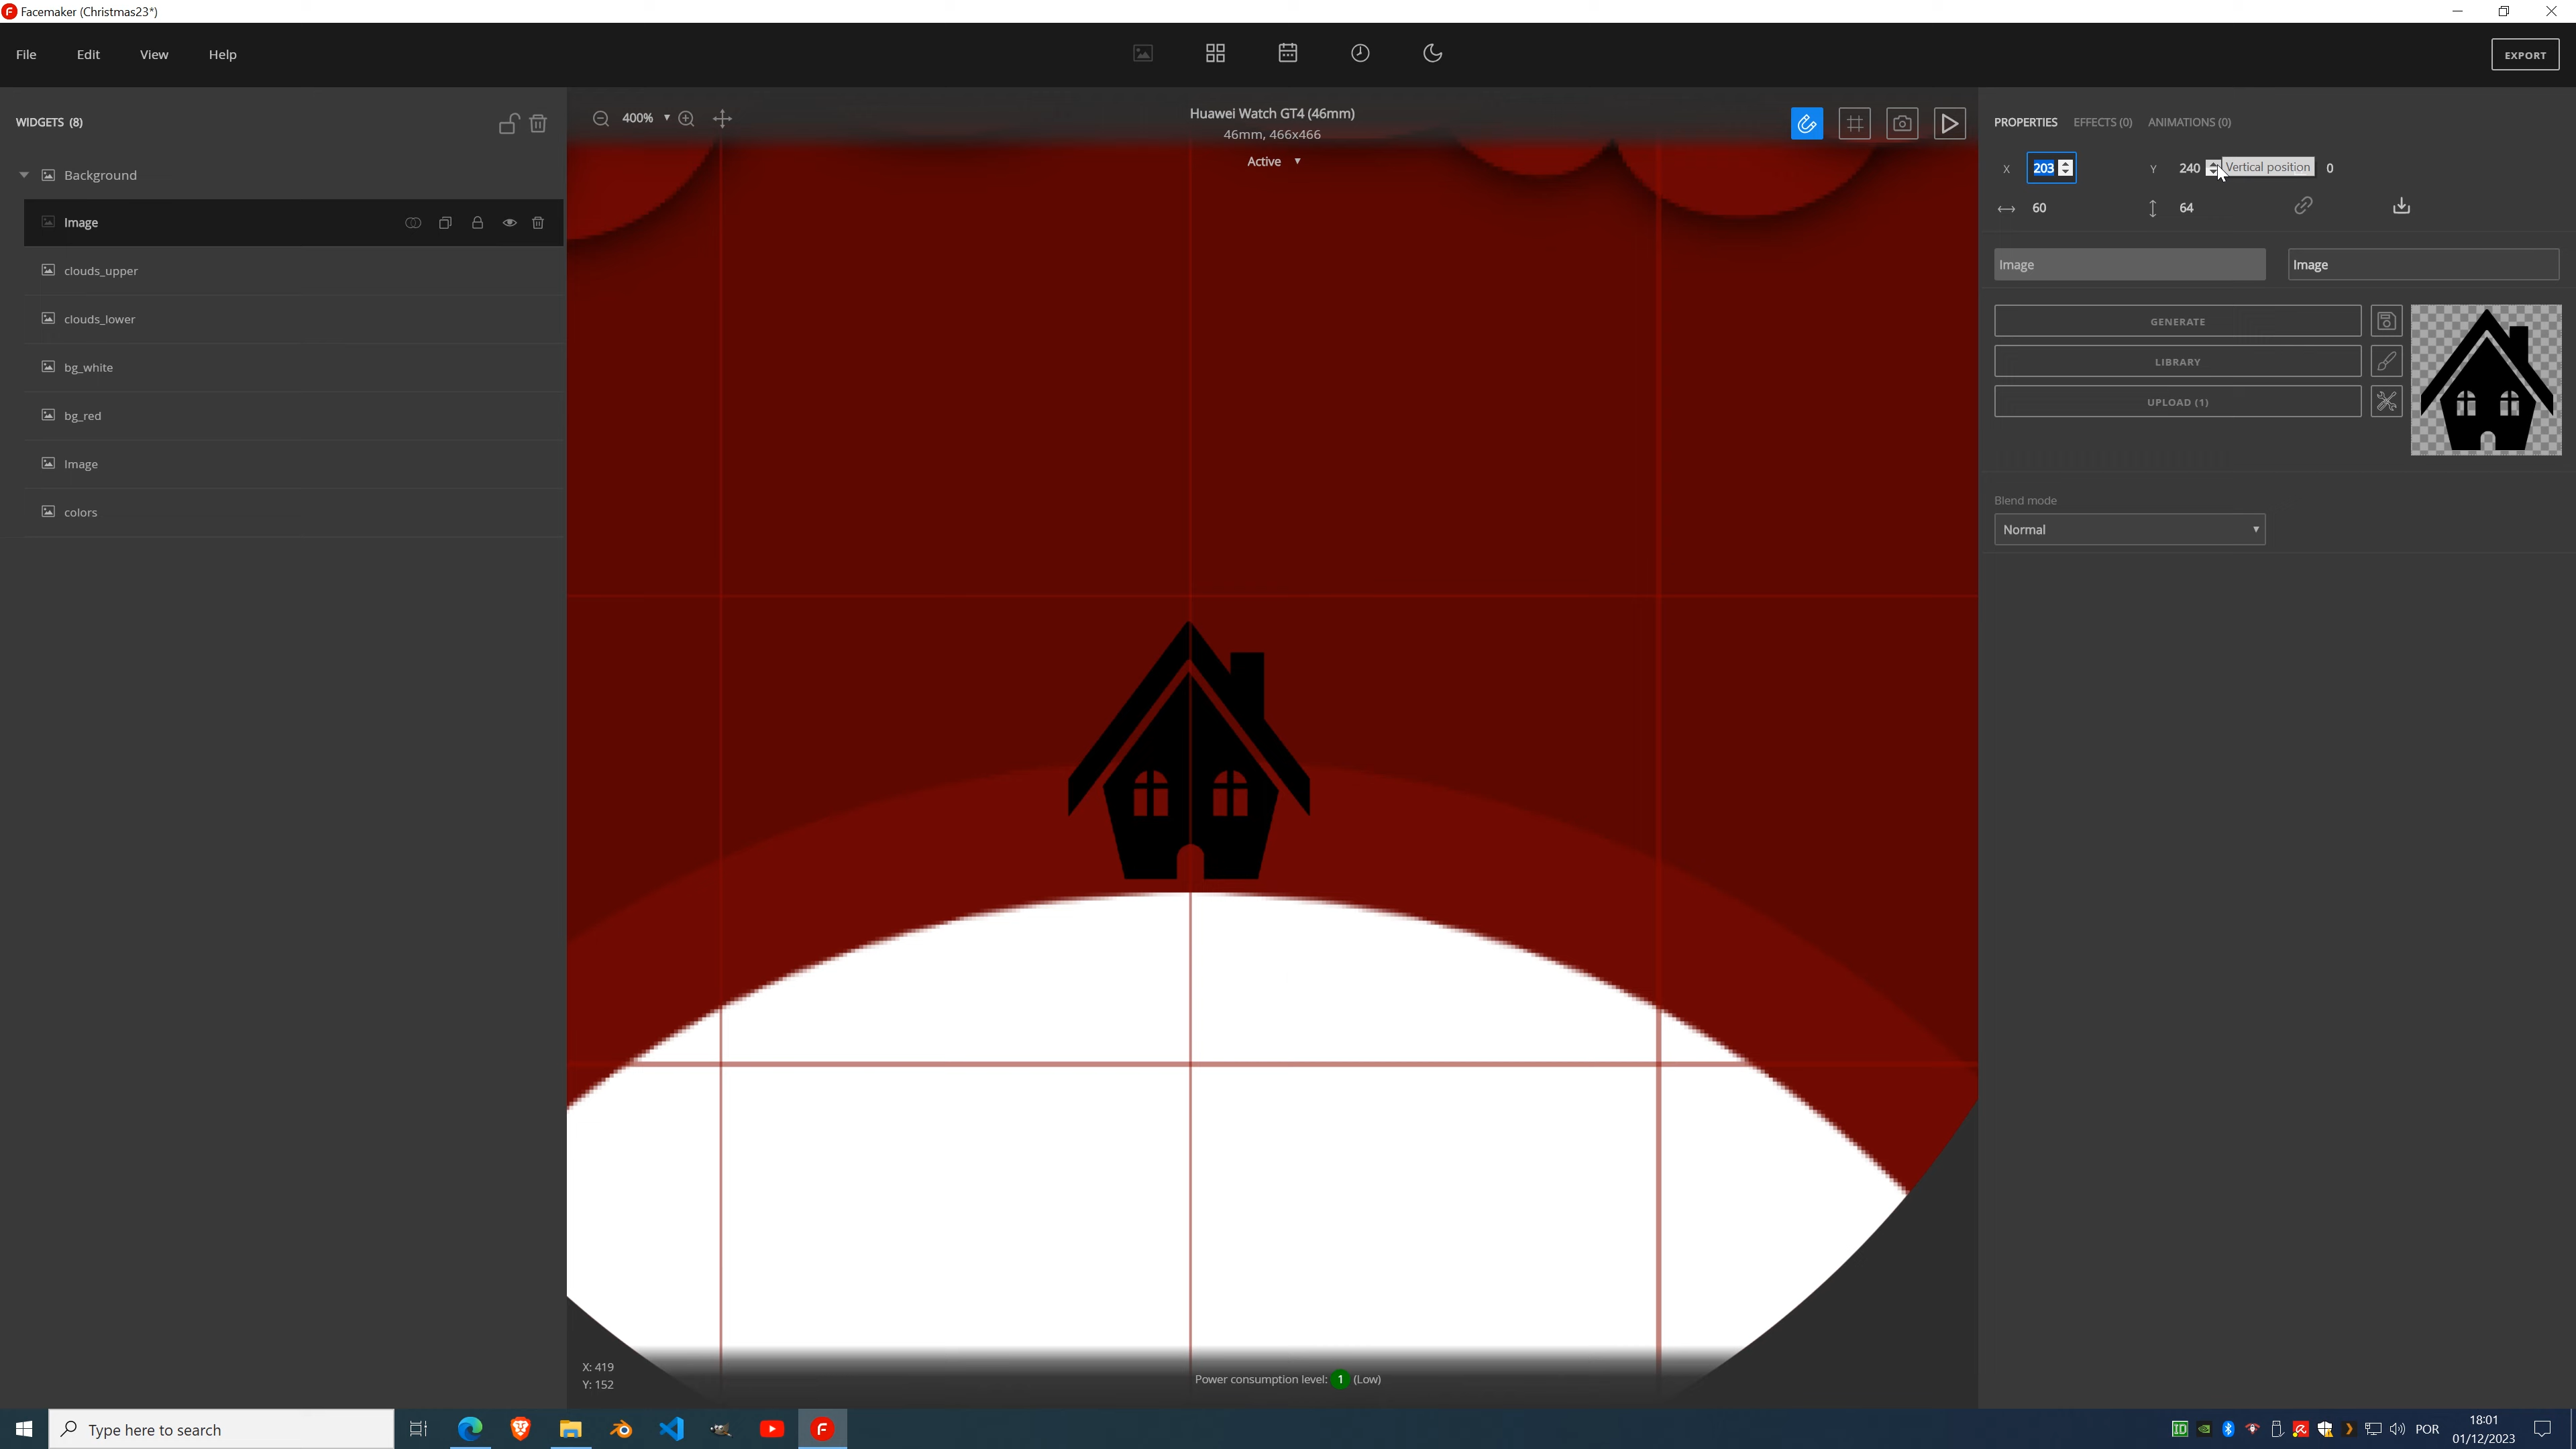 Facemaker (Christmas23*)
File Edit View Help
EXPORT
WIDGETS (8)
400%
Huawei Watch GT4 (46mm)
46mm, 466x466
Active
PROPERTIES EFFECTS (0) ANIMATIONS (0)
X 203 Y 240 Vertical position 0
60 64
Background
Image
clouds_upper
clouds_lower
bg_white
bg_red
Image
colors
Image Image
GENERATE
LIBRARY
UPLOAD (1)
Blend mode
Normal
X: 419
Y: 152
Power consumption level: 1 (Low)
Type here to search
F
ID
POR
18:01
01/12/2023